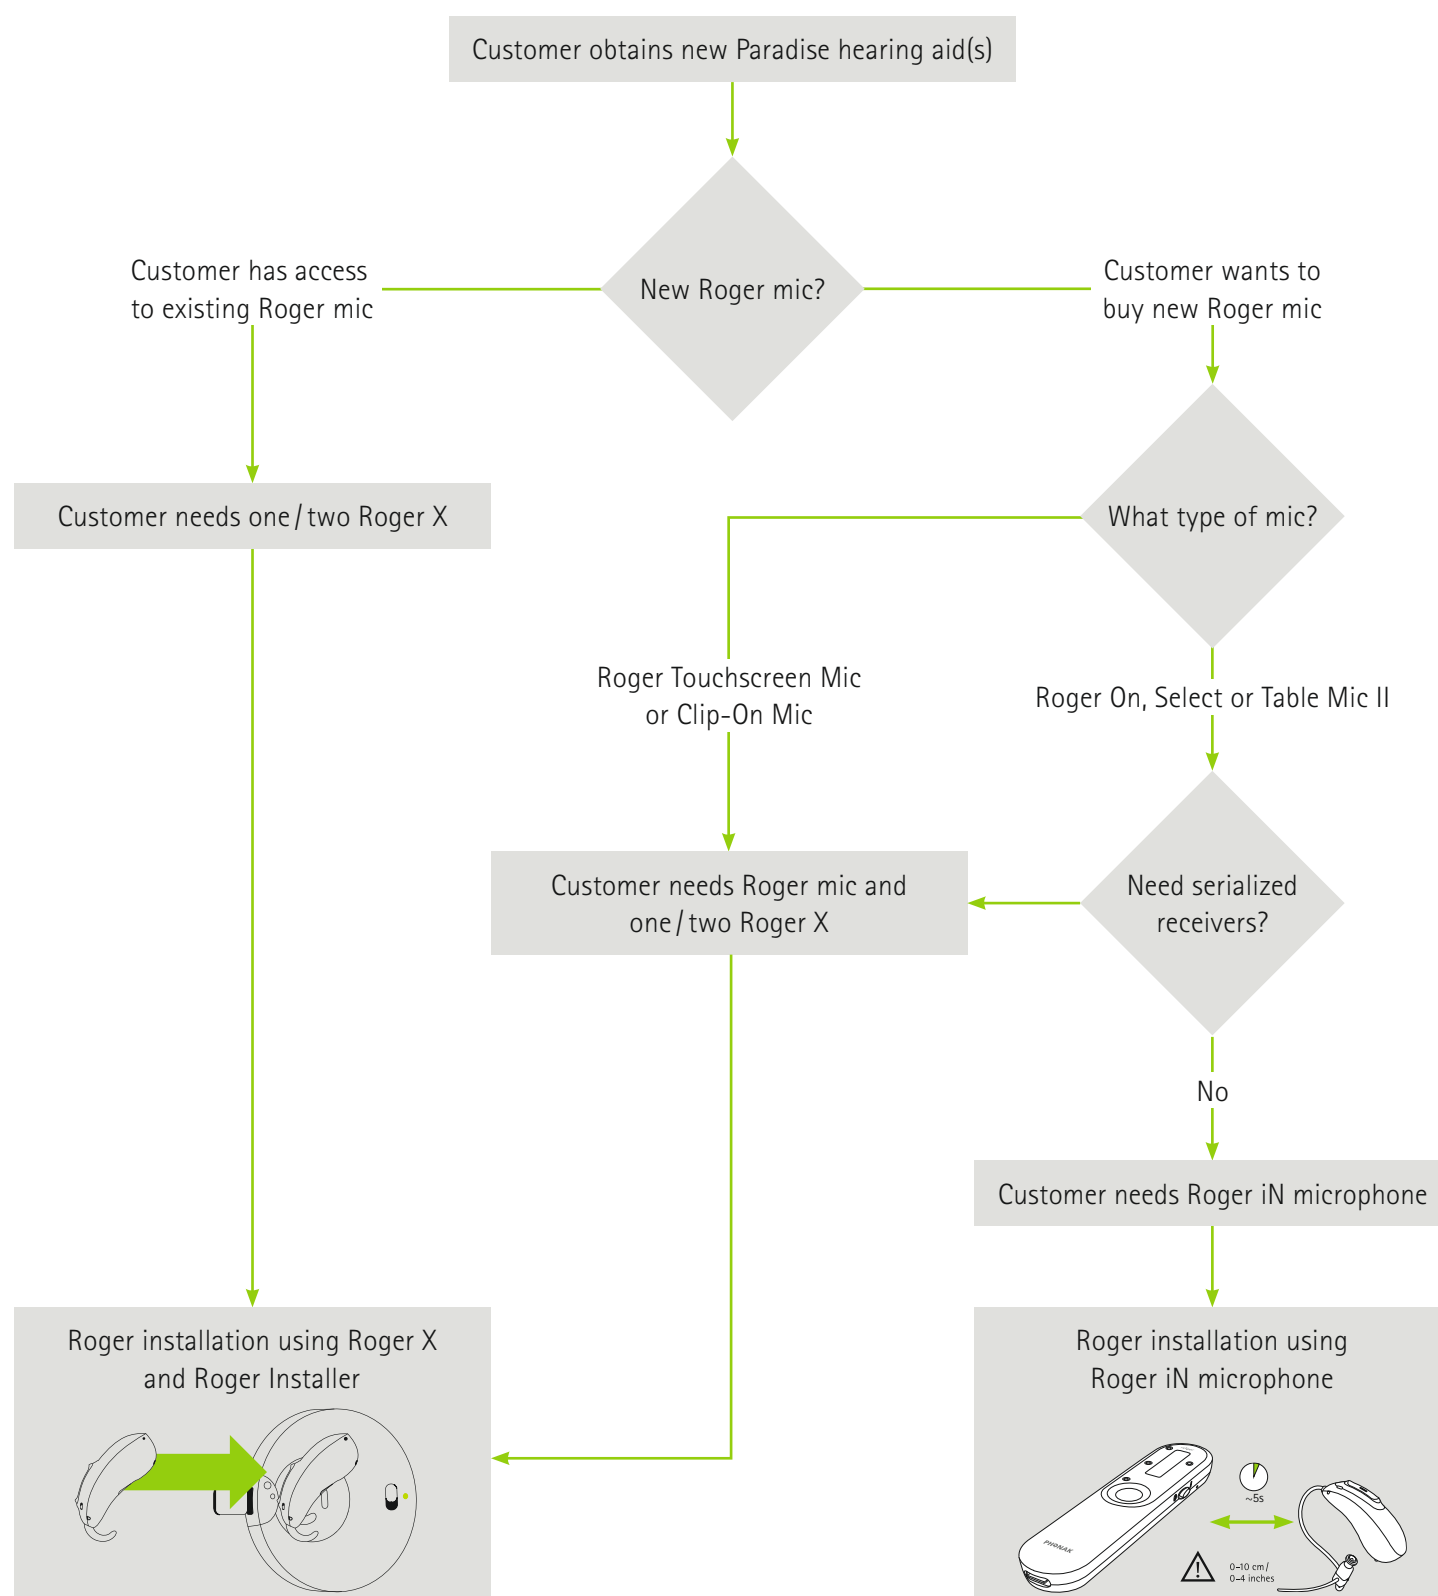 Customer obtains new Paradise hearing aid(s)
New Roger mic?
Customer has access
to existing Roger mic
Customer wants to
buy new Roger mic
Customer needs one/two Roger X
What type of mic?
Roger Touchscreen Mic
or Clip-On Mic
Roger On, Select or Table Mic II
Customer needs Roger mic and
one/two Roger X
Need serialized
receivers?
No
Customer needs Roger iN microphone
Roger installation using Roger X
and Roger Installer
Roger installation using
Roger iN microphone
~5s
PHONAK
0–10 cm/
0–4 inches